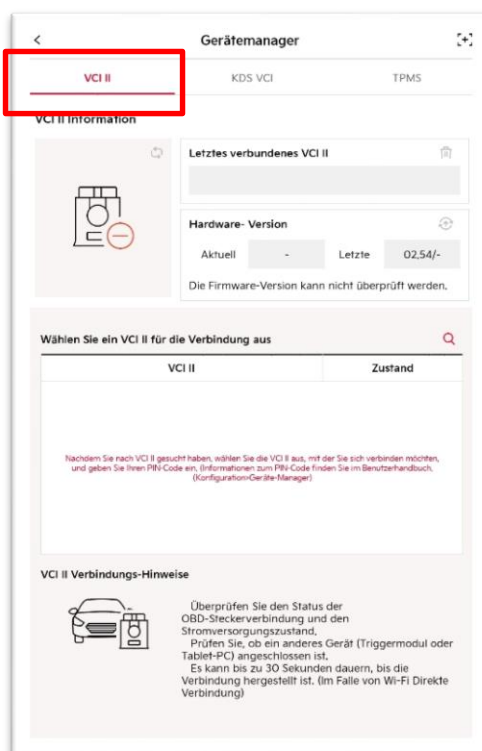 Gerätemanager
VCI II
KDS VCI
TPMS
VCI II Information
Letztes verbundenes VCI II
Hardware- Version
Aktuell - Letzte 02,54/-
Die Firmware-Version kann nicht überprüft werden,
Wählen Sie ein VCI II für die Verbindung aus
VCI II
Zustand
Nachdem Sie nach VCI II gesucht haben, wählen Sie die VCI II aus, mit der Sie sich verbinden möchten,
und geben Sie Ihren PIN-Code ein, (Informationen zum PIN-Code finden Sie im Benutzerhandbuch,
(Konfiguration>Geräte-Manager)
VCI II Verbindungs-Hinweise
Überprüfen Sie den Status der
OBD-Steckerverbindung und den
Stromversorgungszustand,
Prüfen Sie, ob ein anderes Gerät (Triggermodul oder
Tablet-PC) angeschlossen ist,
Es kann bis zu 30 Sekunden dauern, bis die
Verbindung hergestellt ist. (Im Falle von Wi-Fi Direkte
Verbindung)